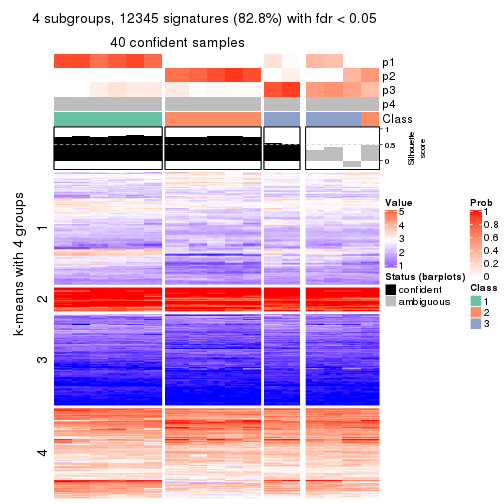 4 subgroups, 12345 signatures (82.8%) with fdr < 0.05
40 confident samples
p1
p2
p3
p4
Class
1
0.5
0
Silhouette
score
k-means with 4 groups
1
2
3
4
Value
5
4
3
2
1
Status (barplots)
confident
ambiguous
Prob
1
0.8
0.6
0.4
0.2
0
Class
1
2
3